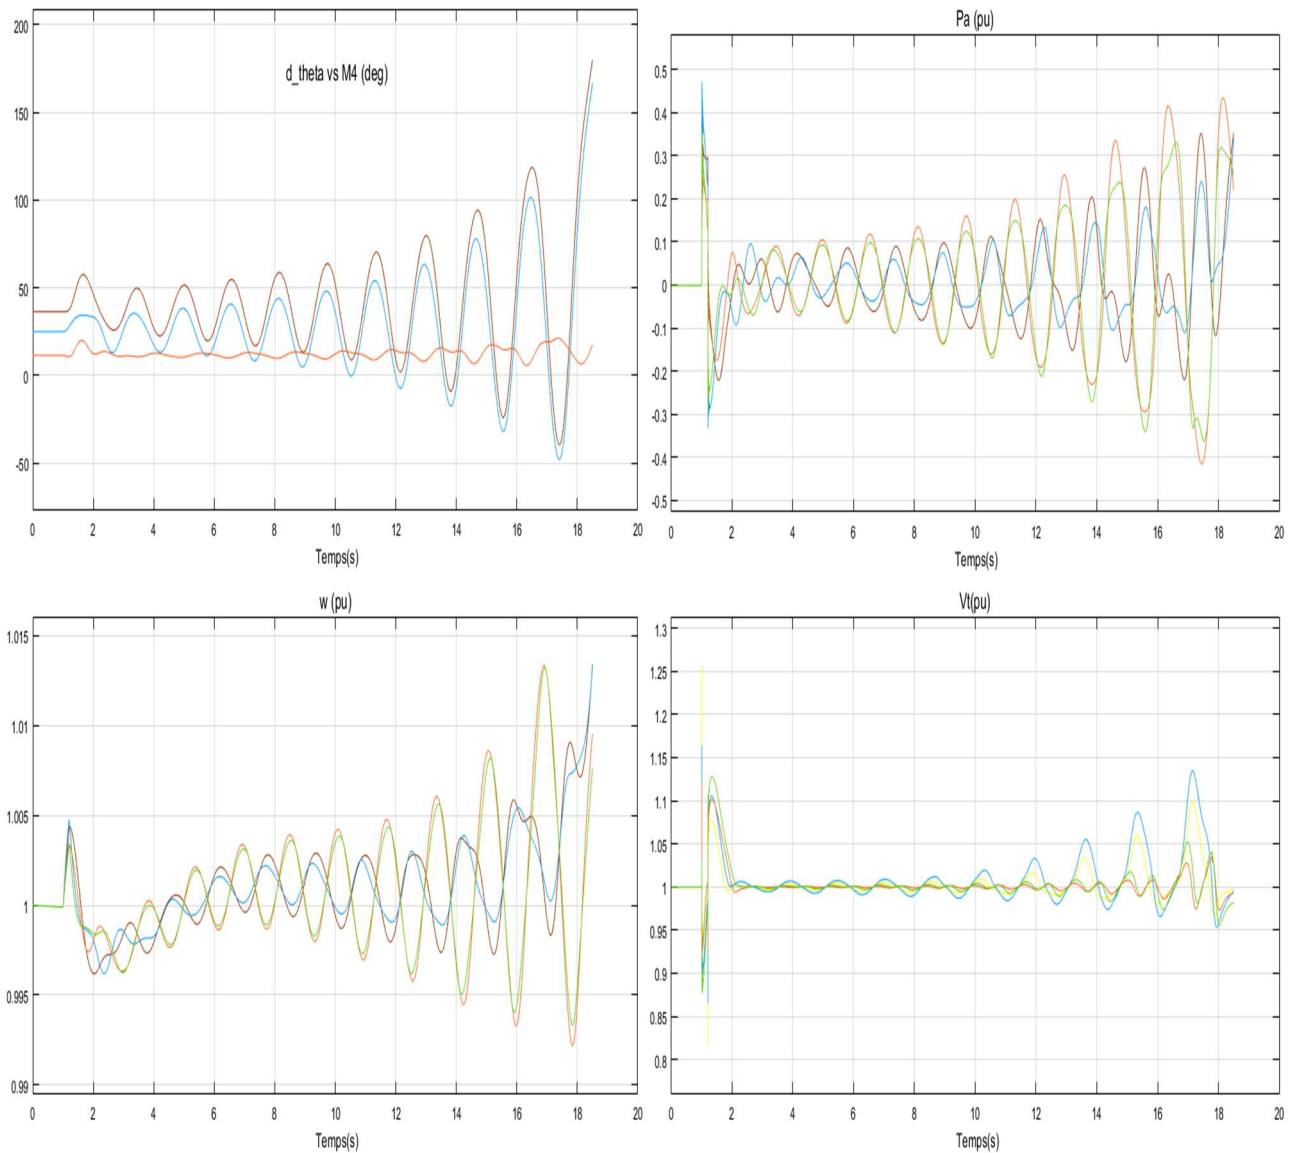 d_theta vs M4 (deg)
200
150
100
50
0
-50
0 2 4 6 8 10 12 14 16 18 20
Temps(s)
Pa (pu)
0.5
0.4
0.3
0.2
0.1
0
-0.1
-0.2
-0.3
-0.4
-0.5
0 2 4 6 8 10 12 14 16 18 20
Temps(s)
w (pu)
1.015
1.01
1.005
1
0.995
0.99
0 2 4 6 8 10 12 14 16 18 20
Temps(s)
Vt(pu)
1.3
1.25
1.2
1.15
1.1
1.05
1
0.95
0.9
0.85
0.8
0 2 4 6 8 10 12 14 16 18 20
Temps(s)